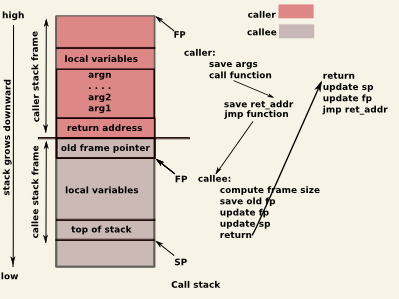 high
caller
callee
FP
caller stack frame
local variables
argn
. . . .
arg2
arg1
return address
caller:
save args
call function
save ret_addr
jmp function
return
update sp
update fp
jmp ret_addr
stack grows downward
callee stack frame
old frame pointer
FP
local variables
callee:
compute frame size
save old fp
update fp
update sp
return
top of stack
SP
low
Call stack